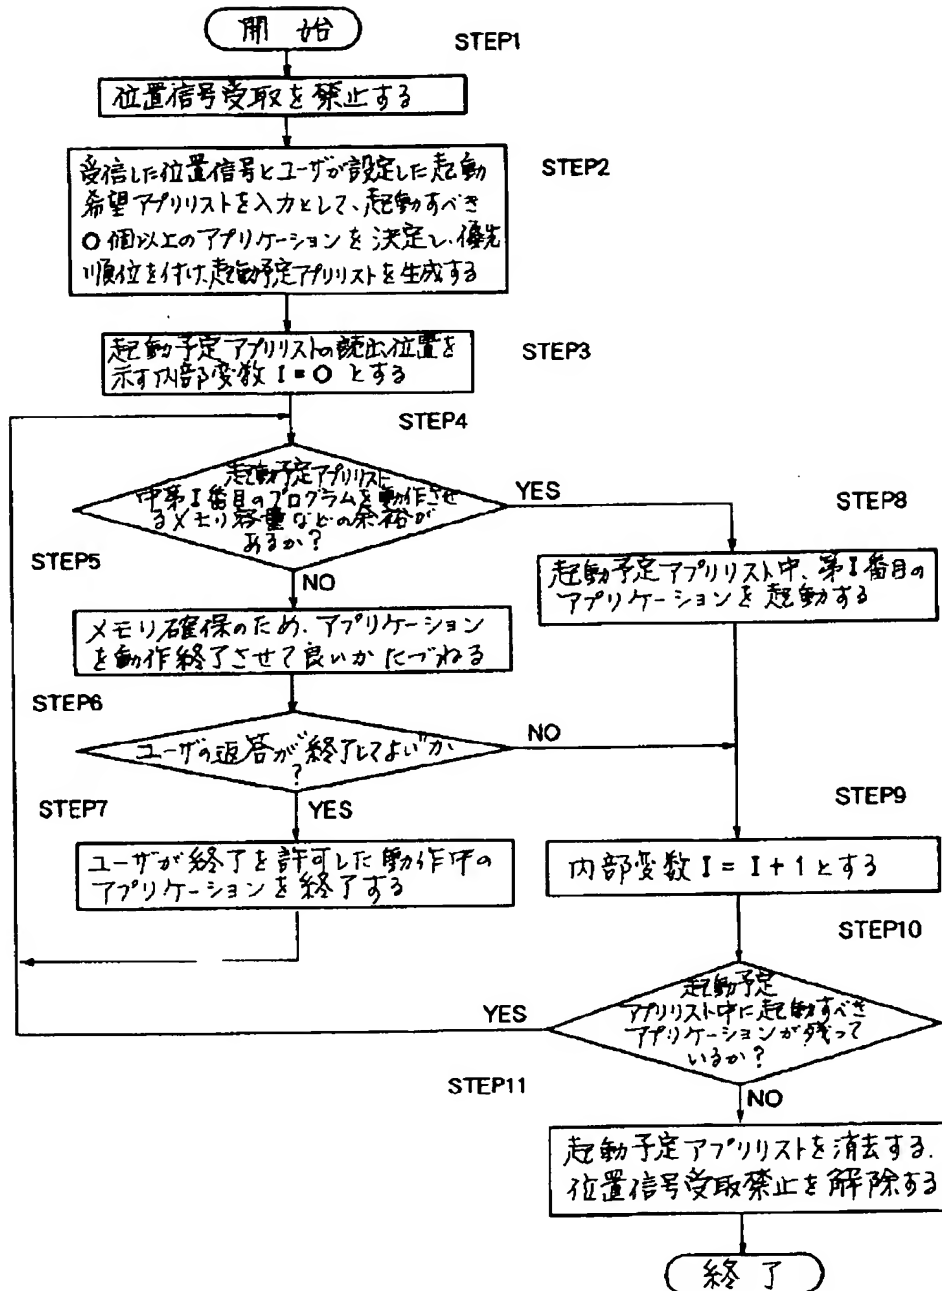 開始
STEP1
位置信号受取を禁止する
STEP2
受信した位置信号とユーザが設定した起動
希望アプリリストを入力として、起動すべき
0個以上のアプリケーションを決定し、優先
順位を付け、起動予定アプリリストを生成する
STEP3
起動予定アプリリストの読出位置を
示す内部変数 I=0 とする
STEP4
起動予定アプリリスト
中第I番目のプログラムを動作させ
るメモリ容量などの余裕が
あるか?
YES
NO
STEP5
メモリ確保のため、アプリケーション
を動作終了させて良いかたづねる
STEP6
ユーザの返答が"終了してよい"か
?
NO
YES
STEP7
ユーザが終了を許可した動作中の
アプリケーションを終了する
STEP8
起動予定アプリリスト中、第I番目の
アプリケーションを起動する
STEP9
内部変数 I = I + 1 とする
STEP10
起動予定
アプリリスト中に起動すべき
アプリケーションが残って
いるか?
YES
NO
STEP11
起動予定アプリリストを消去する.
位置信号受取禁止を解除する
終了